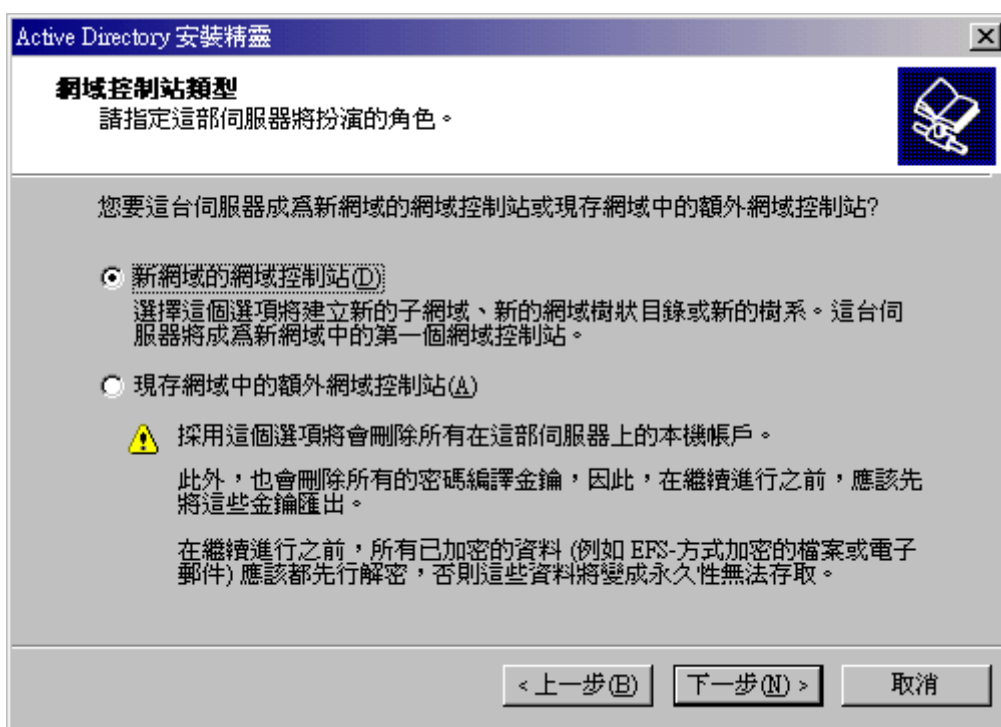 Active Directory 安裝精靈
網域控制站類型
請指定這部伺服器將扮演的角色。
您要這台伺服器成爲新網域的網域控制站或現存網域中的額外網域控制站?
新網域的網域控制站(D)
選擇這個選項將建立新的子網域、新的網域樹狀目錄或新的樹系。這台伺
服器將成爲新網域中的第一個網域控制站。
現存網域中的額外網域控制站(A)
採用這個選項將會刪除所有在這部伺服器上的本機帳戶。
此外，也會刪除所有的密碼編譯金鑰，因此，在繼續進行之前，應該先
將這些金鑰匯出。
在繼續進行之前，所有已加密的資料 (例如 EFS-方式加密的檔案或電子
郵件) 應該都先行解密，否則這些資料將變成永久性無法存取。
<上一步(B) 下一步(N)> 取消